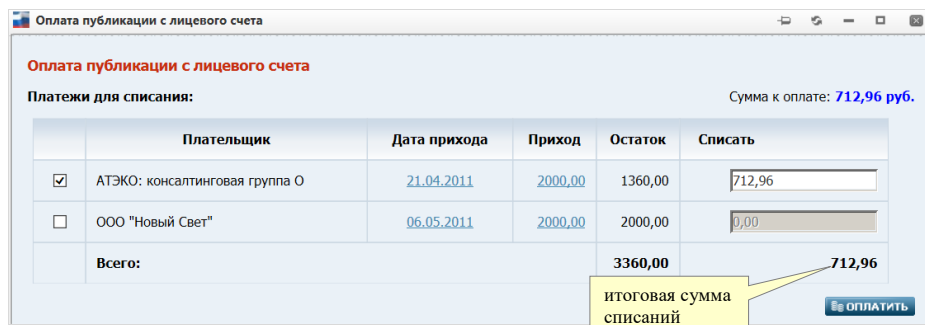 Оплата публикации с лицевого счета
Оплата публикации с лицевого счета
Платежи для списания: Сумма к оплате: 712,96 руб.
Плательщик Дата прихода Приход Остаток Списать
АТЭКО: консалтинговая группа О 21.04.2011 2000,00 1360,00 712,96
ООО "Новый Свет" 06.05.2011 2000,00 2000,00 0,00
Всего: 3360,00 712,96
итоговая сумма
списаний
ОПЛАТИТЬ